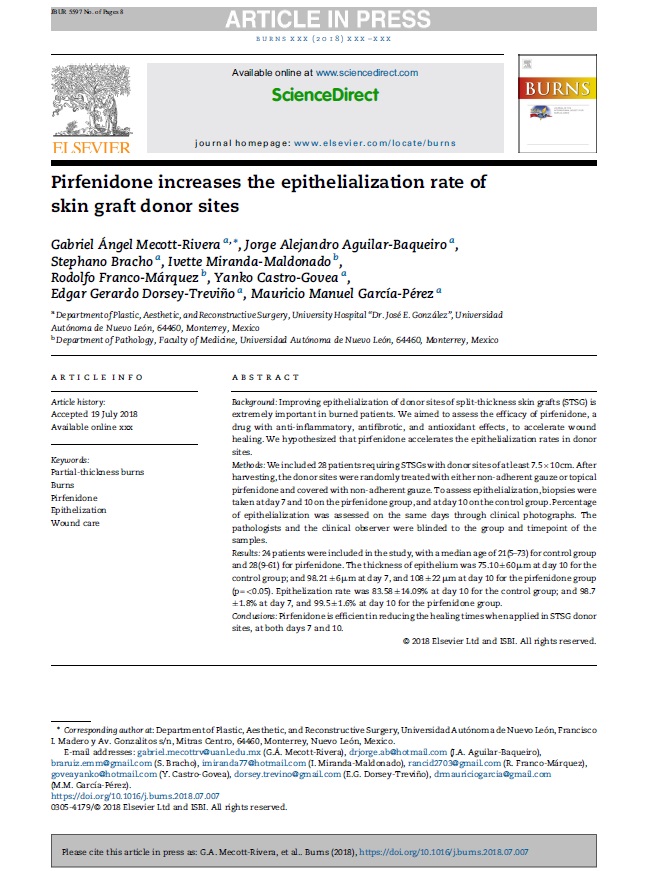 JBUR 5597 No. of Pages 8
ARTICLE IN PRESS
BURNS XXX (2018) XXX–XXX
Available online at www.sciencedirect.com
ScienceDirect
journal homepage: www.elsevier.com/locate/burns
ELSEVIER
BURNS
Pirfenidone increases the epithelialization rate of
skin graft donor sites
Gabriel Ángel Mecott-Rivera a,*, Jorge Alejandro Aguilar-Baqueiro a,
Stephano Bracho a, Ivette Miranda-Maldonado b,
Rodolfo Franco-Márquez b, Yanko Castro-Govea a,
Edgar Gerardo Dorsey-Treviño a, Mauricio Manuel García-Pérez a
a Department of Plastic, Aesthetic, and Reconstructive Surgery, University Hospital “Dr. José E. González”, Universidad
Autónoma de Nuevo León, 64460, Monterrey, Mexico
b Department of Pathology, Faculty of Medicine, Universidad Autónoma de Nuevo León, 64460, Monterrey, Mexico
ARTICLE INFO
Article history:
Accepted 19 July 2018
Available online xxx
Keywords:
Partial-thickness burns
Burns
Pirfenidone
Epithelization
Wound care
ABSTRACT
Background: Improving epithelialization of donor sites of split-thickness skin grafts (STSG) is
extremely important in burned patients. We aimed to assess the efficacy of pirfenidone, a
drug with anti-inflammatory, antifibrotic, and antioxidant effects, to accelerate wound
healing. We hypothesized that pirfenidone accelerates the epithelialization rates in donor
sites.
Methods: We included 28 patients requiring STSGs with donor sites of at least 7.5 × 10cm. After
harvesting, the donor sites were randomly treated with either non-adherent gauze or topical
pirfenidone and covered with non-adherent gauze. To assess epithelialization, biopsies were
taken at day 7 and 10 on the pirfenidone group, and at day 10 ont the control group. Percentage
of epithelialization was assessed on the same days through clinical photographs. The
pathologists and the clinical observer were blinded to the group and timepoint of the
samples.
Results: 24 patients were included in the study, with a median age of 21(5–73) for control group
and 28(9-61) for pirfenidone. The thickness of epithelium was 75.10±60μm at day 10 for the
control group; and 98.21±6μm at day 7, and 108±22 μm at day 10 for the pirfenidone group
(p=<0.05). Epithelization rate was 83.58±14.09% at day 10 for the control group; and 98.7
±1.8% at day 7, and 99.5±1.6% at day 10 for the pirfenidone group.
Conclusions: Pirfenidone is efficient in reducing the healing times when applied in STSG donor
sites, at both days 7 and 10.
© 2018 Elsevier Ltd and ISBI. All rights reserved.
* Corresponding author at: Department of Plastic, Aesthetic, and Reconstructive Surgery, Universidad Autónoma de Nuevo León, Francisco
I. Madero y Av. Gonzalitos s/n, Mitras Centro, 64460, Monterrey, Nuevo León, Mexico.
E-mail addresses: gabriel.mecottrv@uanl.edu.mx (G.Á. Mecott-Rivera), drjorge.ab@hotmail.com (J.A. Aguilar-Baqueiro),
braruiz.emm@gmail.com (S. Bracho), imiranda77@hotmail.com (I. Miranda-Maldonado), rancid2703@gmail.com (R. Franco-Márquez),
goveayanko@hotmail.com (Y. Castro-Govea), dorsey.trevino@gmail.com (E.G. Dorsey-Treviño), drmauriciogarcia@gmail.com
(M.M. García-Pérez).
https://doi.org/10.1016/j.burns.2018.07.007
0305-4179/© 2018 Elsevier Ltd and ISBI. All rights reserved.
Please cite this article in press as: G.A. Mecott-Rivera, et al.. Burns (2018), https://doi.org/10.1016/j.burns.2018.07.007